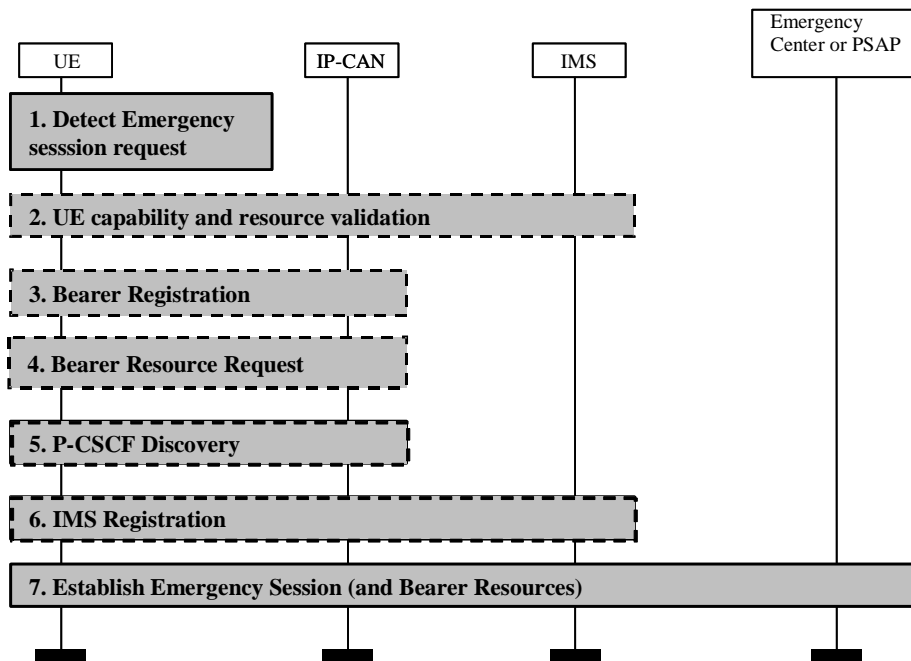 UE
IP-CAN
IMS
Emergency
Center or PSAP
1. Detect Emergency
sesssion request
2. UE capability and resource validation
3. Bearer Registration
4. Bearer Resource Request
5. P-CSCF Discovery
6. IMS Registration
7. Establish Emergency Session (and Bearer Resources)